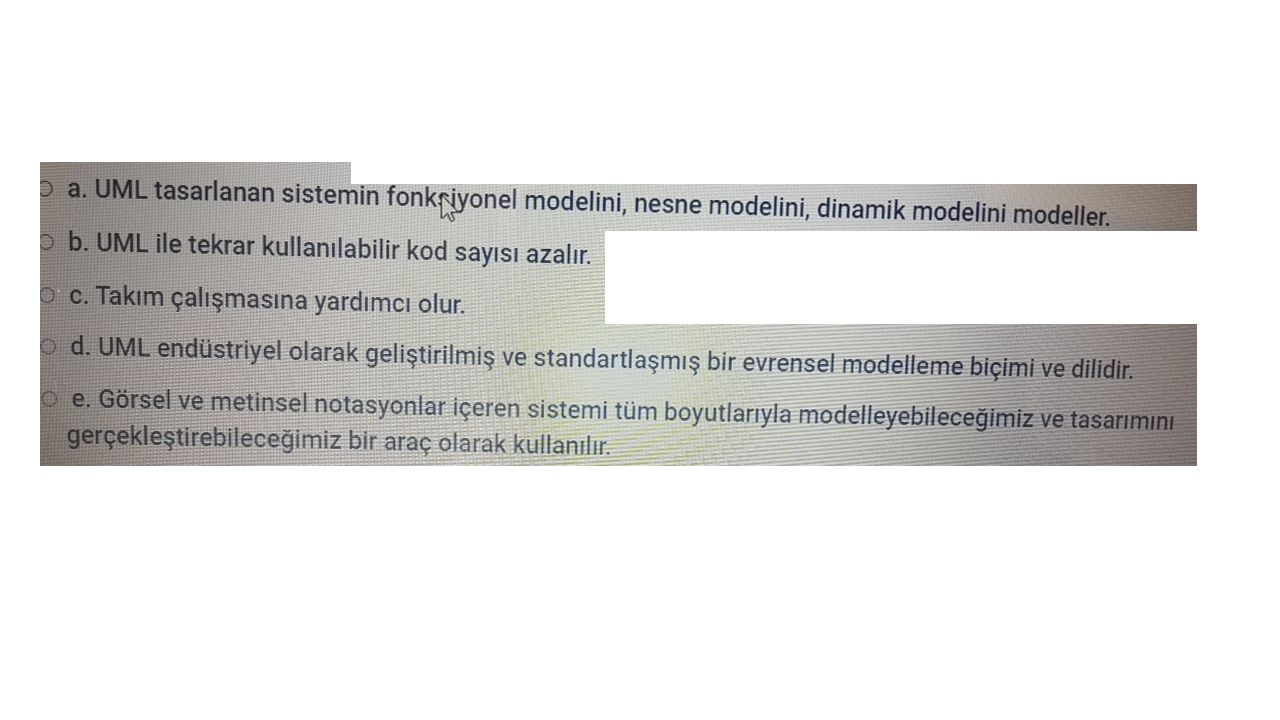 a. UML tasarlanan sistemin fonksiyonel modelini, nesne modelini, dinamik modelini modeller.
b. UML ile tekrar kullanılabilir kod sayısı azalır.
c. Takım çalışmasına yardımcı olur.
d. UML endüstriyel olarak geliştirilmiş ve standartlaşmış bir evrensel modelleme biçimi ve dilidir.
e. Görsel ve metinsel notasyonlar içeren sistemi tüm boyutlarıyla modelleyebileceğimiz ve tasarımını
gerçekleştirebileceğimiz bir araç olarak kullanılır.